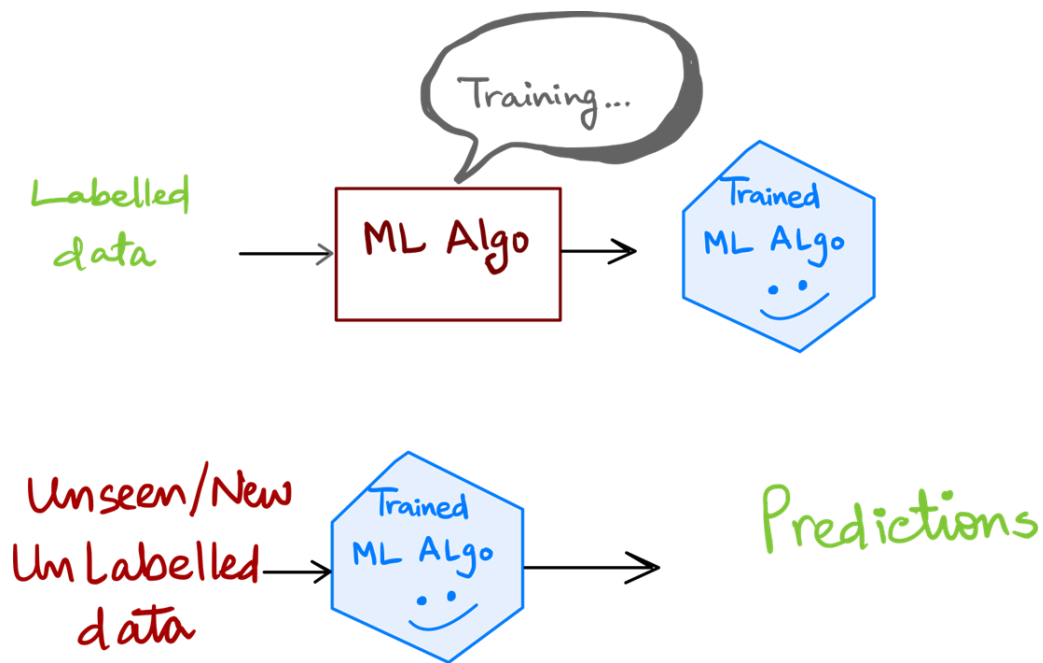 Training...
Labelled
data
ML Algo
Trained
ML Algo
Unseen/New
UnLabelled
data
Trained
ML Algo
Predictions